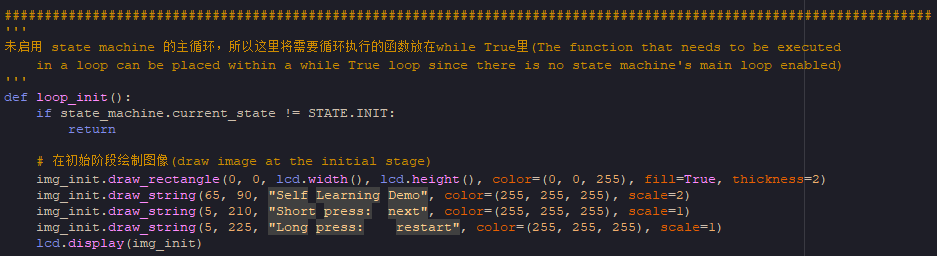 #####################################################################################################################
'''
未启用 state machine 的主循环，所以这里将需要循环执行的函数放在while True里(The function that needs to be executed
    in a loop can be placed within a while True loop since there is no state machine's main loop enabled)
'''
def loop_init():
    if state_machine.current_state != STATE.INIT:
        return
    # 在初始阶段绘制图像(draw image at the initial stage)
    img_init.draw_rectangle(0, 0, lcd.width(), lcd.height(), color=(0, 0, 255), fill=True, thickness=2)
    img_init.draw_string(65, 90, "Self Learning Demo", color=(255, 255, 255), scale=2)
    img_init.draw_string(5, 210, "Short press:  next", color=(255, 255, 255), scale=1)
    img_init.draw_string(5, 225, "Long press:    restart", color=(255, 255, 255), scale=1)
    lcd.display(img_init)